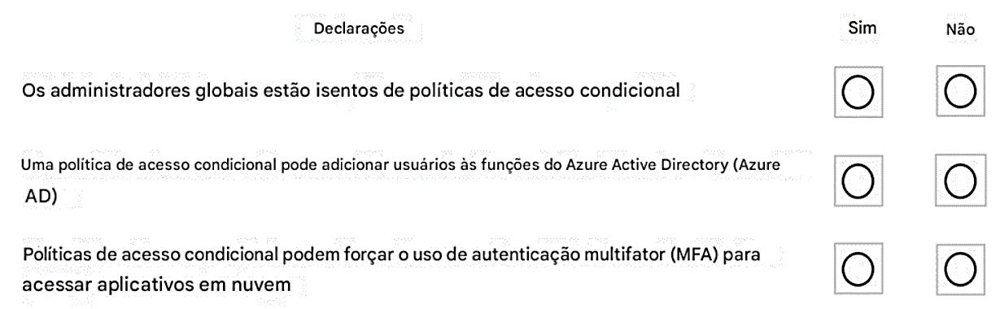 Declarações Sim Não
Os administradores globais estão isentos de políticas de acesso condicional
Uma política de acesso condicional pode adicionar usuários às funções do Azure Active Directory (Azure
AD)
Políticas de acesso condicional podem forçar o uso de autenticação multifator (MFA) para
acessar aplicativos em nuvem